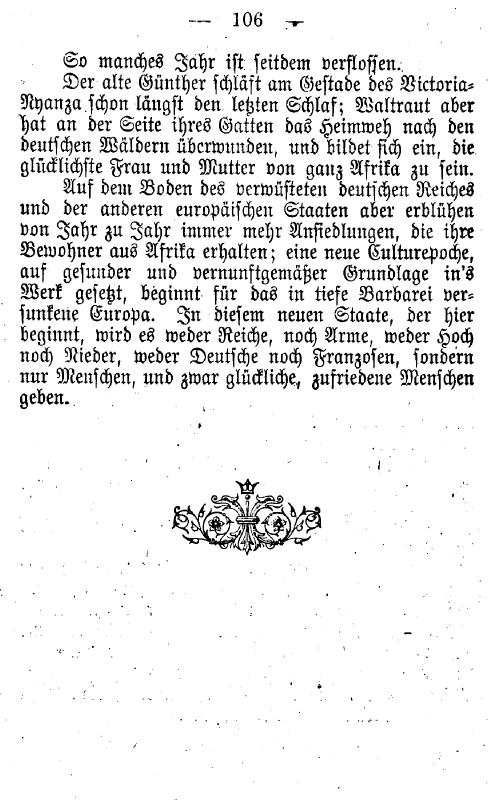 — 106 —
So manches Jahr ist seitdem verflossen.
Der alte Günther schläft am Gestade des Victoria-
Nyanza schon längst den letzten Schlaf; Waltraut aber
hat an der Seite ihres Gatten das Heimweh nach den
deutschen Wäldern überwunden, und bildet sich ein, die
glücklichste Frau und Mutter von ganz Afrika zu sein.
Auf dem Boden des verwüsteten deutschen Reiches
und der anderen europäischen Staaten aber erblühen
von Jahr zu Jahr immer mehr Ansiedlungen, die ihre
Bewohner aus Afrika erhalten; eine neue Culturepoche,
auf gesunder und vernunftgemäßer Grundlage in's
Werk gesetzt, beginnt für das in tiefe Barbarei ver-
sunkene Europa. In diesem neuen Staate, der hier
beginnt, wird es weder Reiche, noch Arme, weder Hoch
noch Nieder, weder Deutsche noch Franzosen, sondern
nur Menschen, und zwar glückliche, zufriedene Menschen
geben.